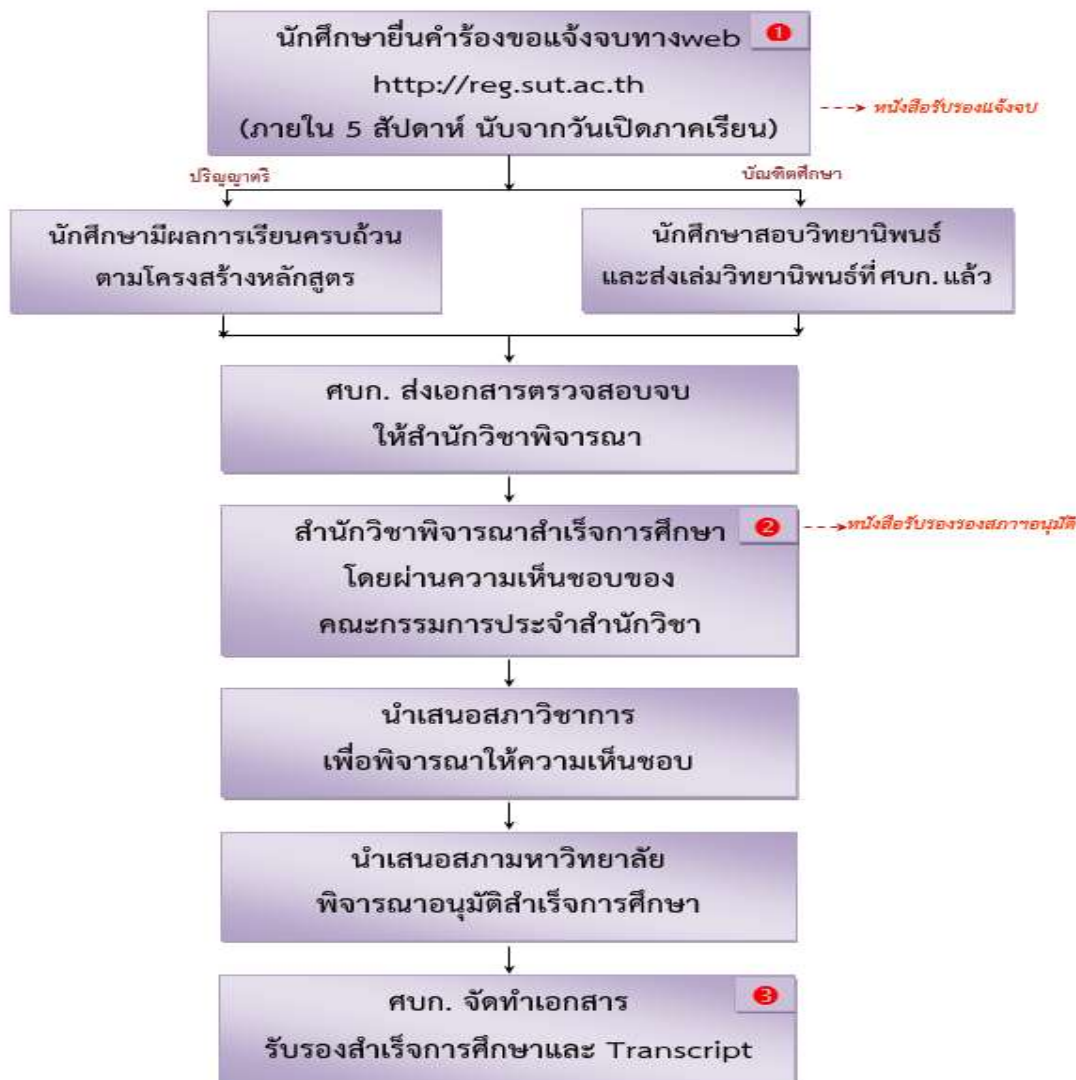 นักศึกษายื่นคำร้องขอแจ้งจบทางweb ❶
http://reg.sut.ac.th
(ภายใน 5 สัปดาห์ นับจากวันเปิดภาคเรียน)
หนังสือรับรองแจ้งจบ
ปริญญาตรี
บัณฑิตศึกษา
นักศึกษามีผลการเรียนครบถ้วน
ตามโครงสร้างหลักสูตร
นักศึกษาสอบวิทยานิพนธ์
และส่งเล่มวิทยานิพนธ์ที่ ศบก. แล้ว
ศบก. ส่งเอกสารตรวจสอบจบ
ให้สำนักวิชาพิจารณา
สำนักวิชาพิจารณาสำเร็จการศึกษา ❷
โดยผ่านความเห็นชอบของ
คณะกรรมการประจำสำนักวิชา
หนังสือรับรองรองสภาฯอนุมัติ
นำเสนอสภาวิชาการ
เพื่อพิจารณาให้ความเห็นชอบ
นำเสนอสภามหาวิทยาลัย
พิจารณาอนุมัติสำเร็จการศึกษา
ศบก. จัดทำเอกสาร ❸
รับรองสำเร็จการศึกษาและ Transcript